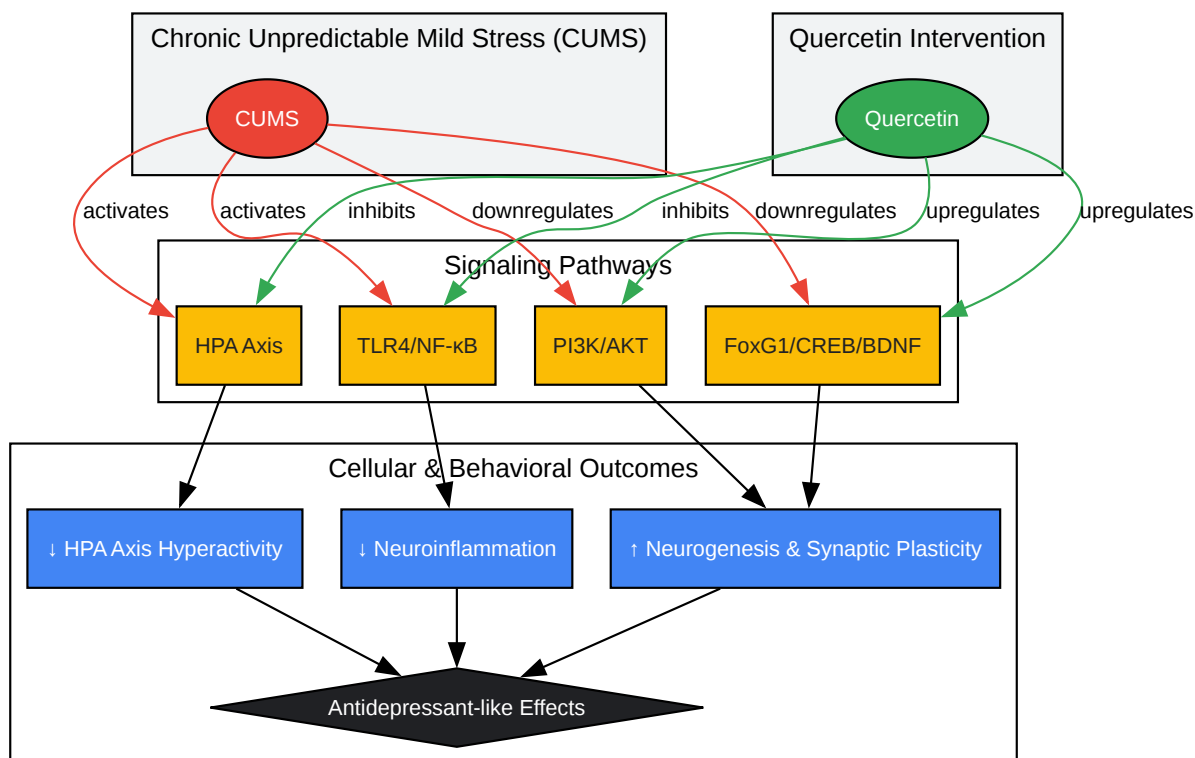 Chronic Unpredictable Mild Stress (CUMS)
Quercetin Intervention
CUMS
Quercetin
activates
activates
inhibits
downregulates
inhibits
downregulates
upregulates
upregulates
Signaling Pathways
HPA Axis
TLR4/NF-κB
PI3K/AKT
FoxG1/CREB/BDNF
Cellular & Behavioral Outcomes
↓ HPA Axis Hyperactivity
↓ Neuroinflammation
↑ Neurogenesis & Synaptic Plasticity
Antidepressant-like Effects